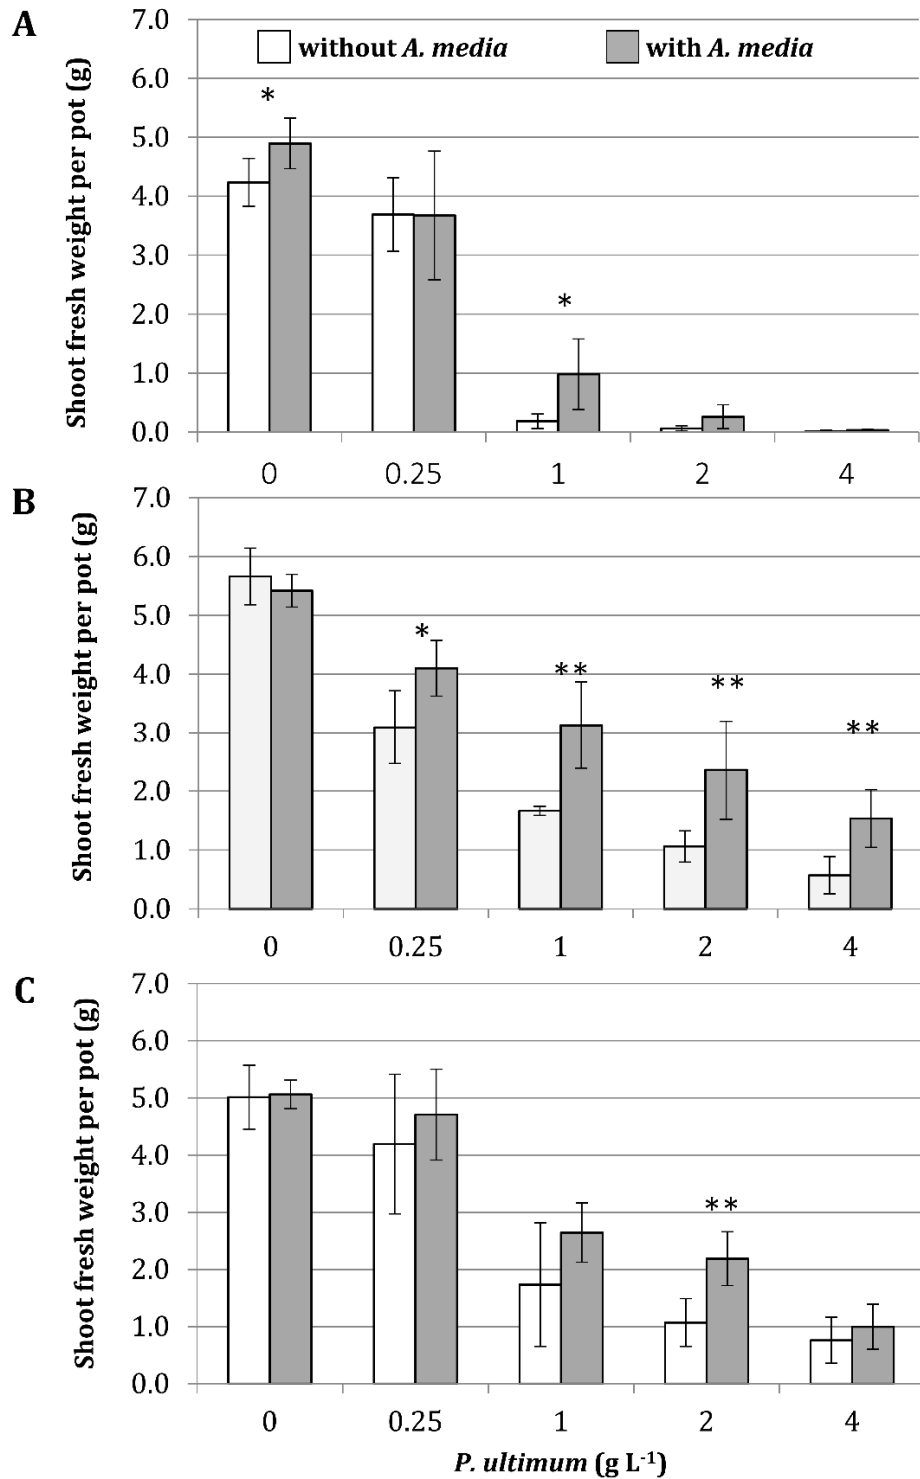 A
Shoot fresh weight per pot (g)
7.0
without A. media with A. media
6.0
*
5.0
4.0
3.0
*
2.0
1.0
0.0
0 0.25 1 2 4
B
Shoot fresh weight per pot (g)
7.0
6.0
5.0
*
4.0
** ** **
3.0
2.0
1.0
0.0
0 0.25 1 2 4
C
Shoot fresh weight per pot (g)
7.0
6.0
5.0
4.0
3.0
**
2.0
1.0
0.0
0 0.25 1 2 4
P. ultimum (g L⁻¹)